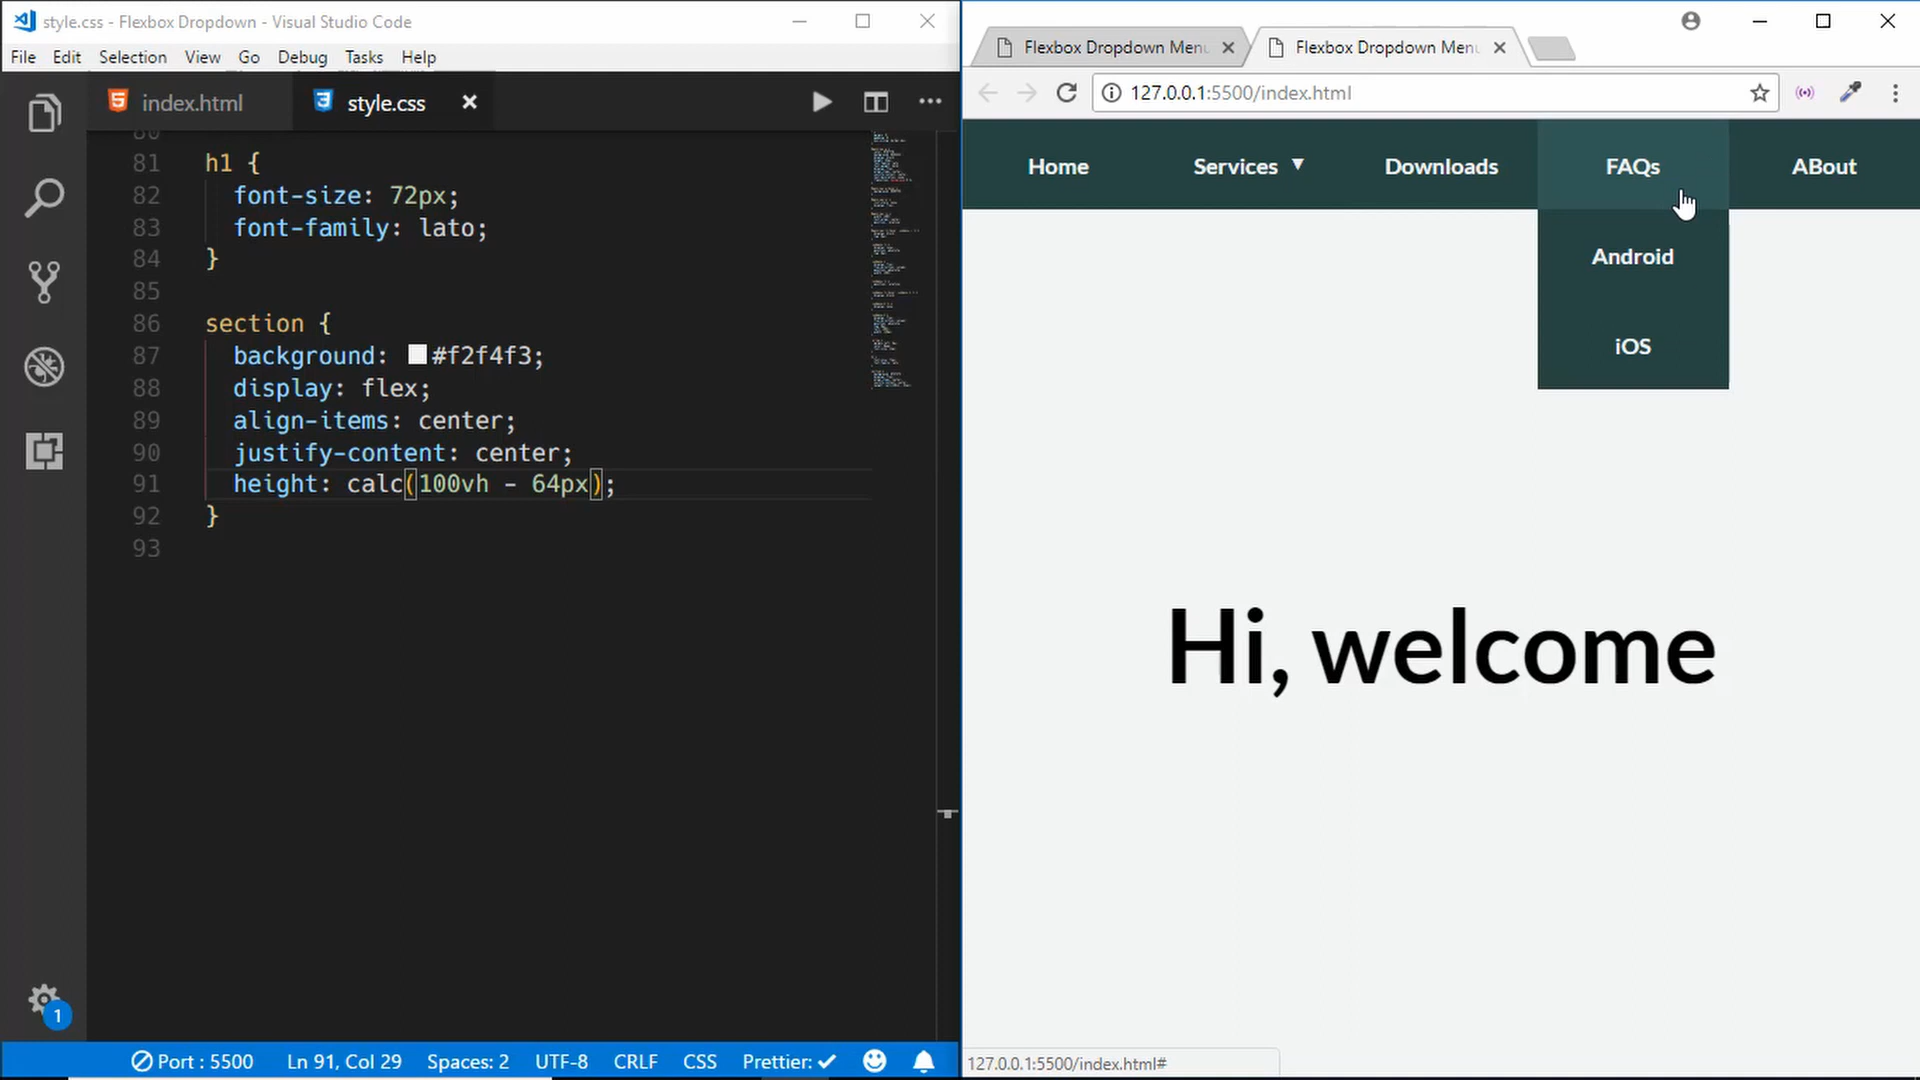 style.css - Flexbox Dropdown - Visual Studio Code
File Edit Selection View Go Debug Tasks Help
index.html style.css
80
81 h1 {
82 font-size: 72px;
83 font-family: lato;
84 }
85
86 section {
87 background: #f2f4f3;
88 display: flex;
89 align-items: center;
90 justify-content: center;
91 height: calc(100vh - 64px);
92 }
93
1
Port : 5500 Ln 91, Col 29 Spaces: 2 UTF-8 CRLF CSS Prettier: ✓
Flexbox Dropdown Menu Flexbox Dropdown Menu
127.0.0.1:5500/index.html
Home Services ▼ Downloads FAQs ABout
Android
iOS
Hi, welcome
127.0.0.1:5500/index.html#